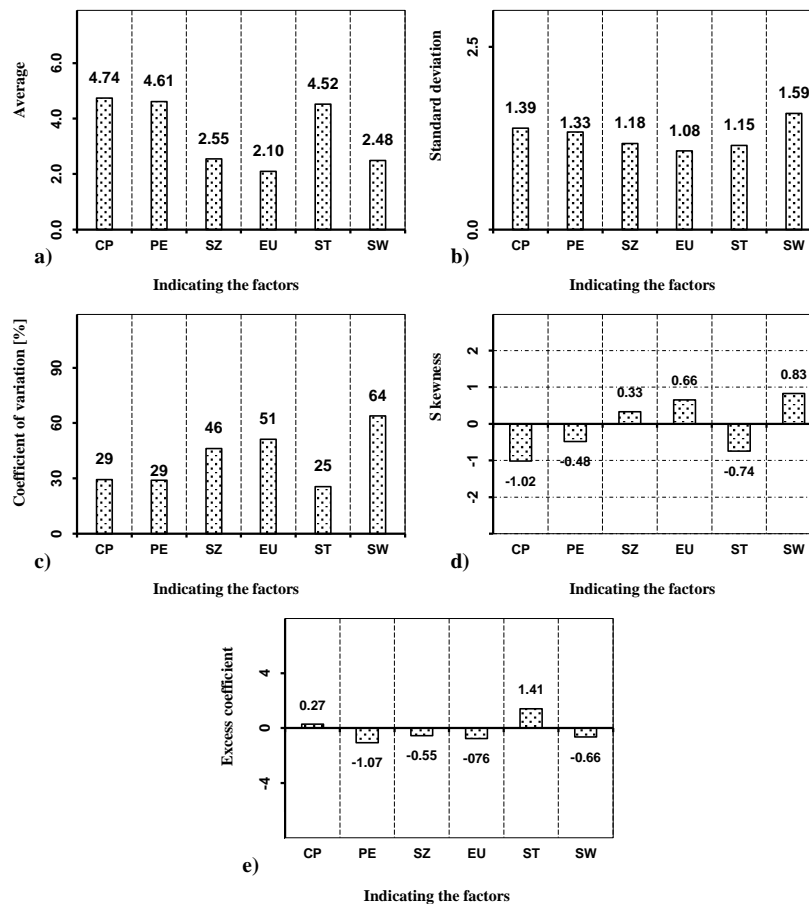 Average
6.0
4.0
2.0
0.0
4.74
4.61
2.55
2.10
4.52
2.48
CP PE SZ EU ST SW
a)
Indicating the factors
Standard deviation
2.5
0.0
1.39
1.33
1.18
1.08
1.15
1.59
CP PE SZ EU ST SW
b)
Indicating the factors
Coefficient of variation [%]
90
60
30
0
29
29
46
51
25
64
CP PE SZ EU ST SW
c)
Indicating the factors
S kewness
2
1
0
-1
-2
-1.02
-0.48
0.33
0.66
-0.74
0.83
CP PE SZ EU ST SW
d)
Indicating the factors
Excess coefficient
4
0
-4
0.27
-1.07
-0.55
-076
1.41
-0.66
CP PE SZ EU ST SW
e)
Indicating the factors